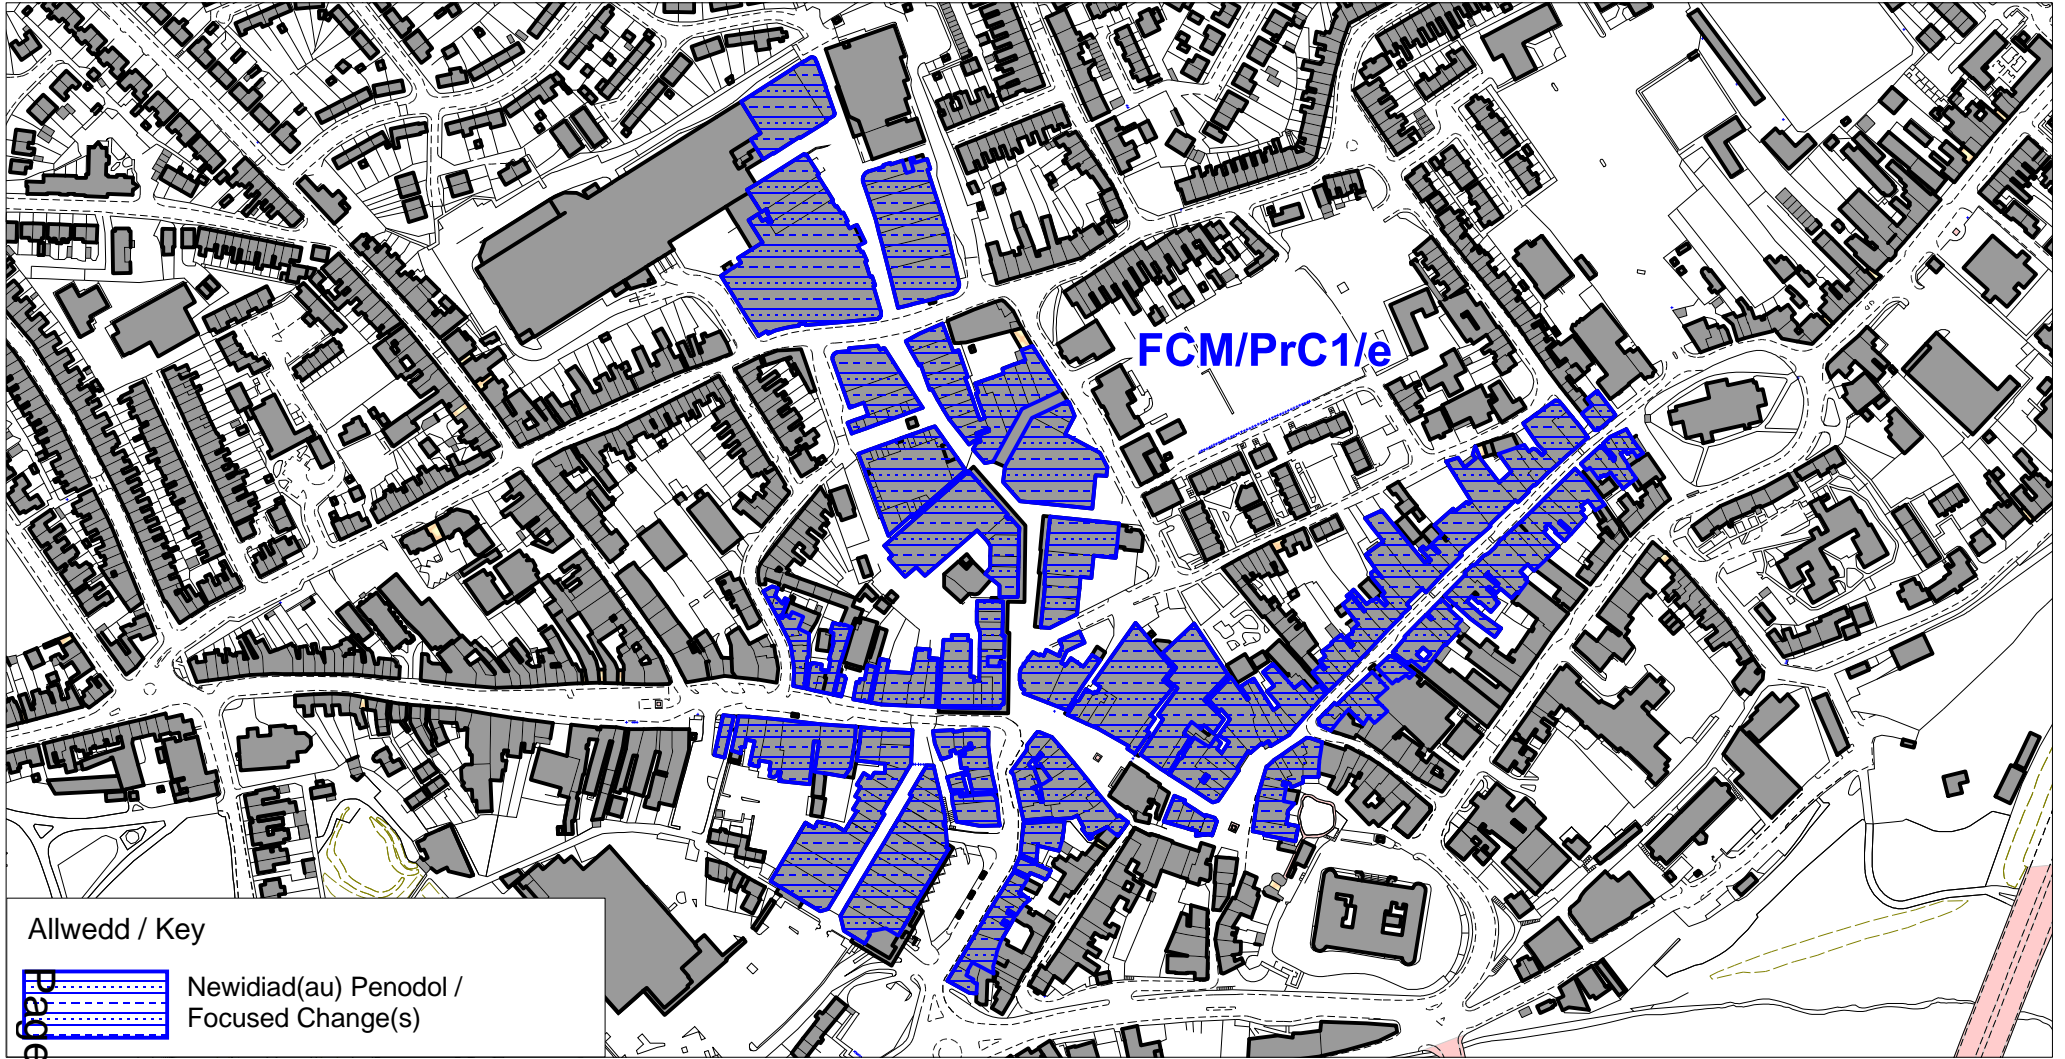 FCM/PrC1/e
Allwedd / Key
Newidiad(au) Penodol /
Focused Change(s)
Page